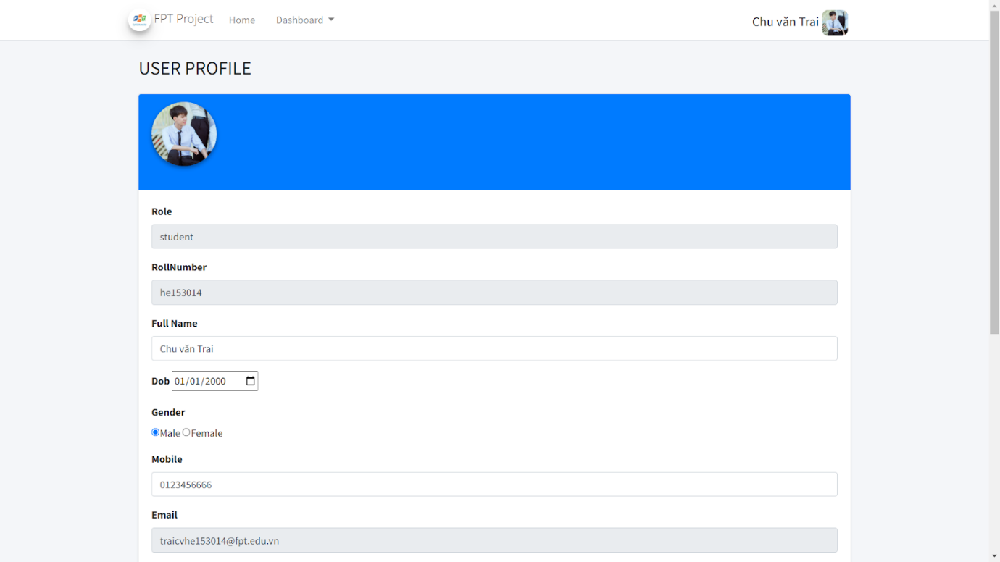 FPT Project Home Dashboard Chu văn Trai
USER PROFILE
Role
student
RollNumber
he153014
Full Name
Chu văn Trai
Dob 01/01/2000
Gender
Male Female
Mobile
0123456666
Email
traicvhe153014@fpt.edu.vn